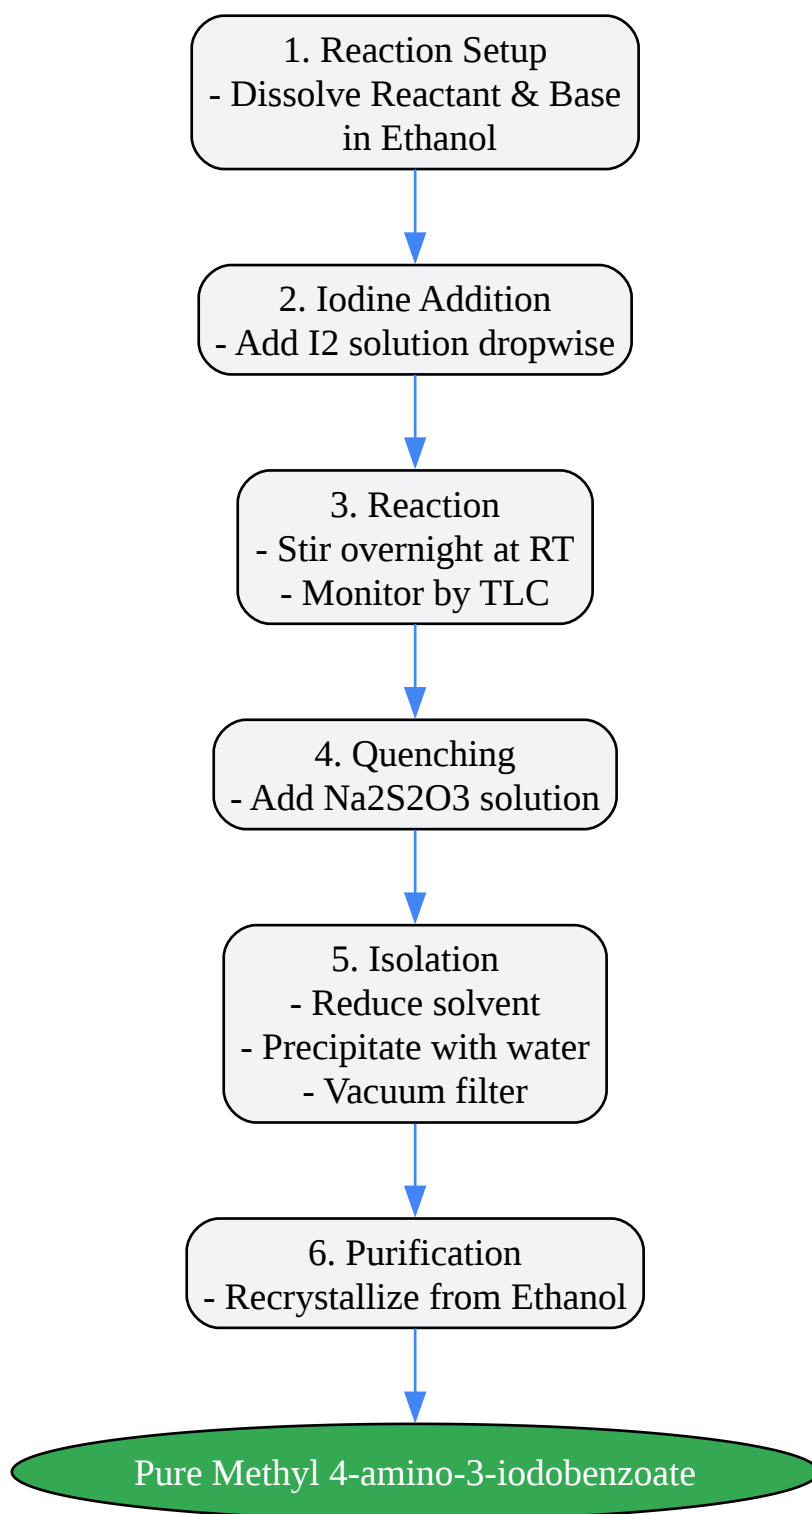 1. Reaction Setup
- Dissolve Reactant & Base
in Ethanol
2. Iodine Addition
- Add I2 solution dropwise
3. Reaction
- Stir overnight at RT
- Monitor by TLC
4. Quenching
- Add Na2S2O3 solution
5. Isolation
- Reduce solvent
- Precipitate with water
- Vacuum filter
6. Purification
- Recrystallize from Ethanol
Pure Methyl 4-amino-3-iodobenzoate